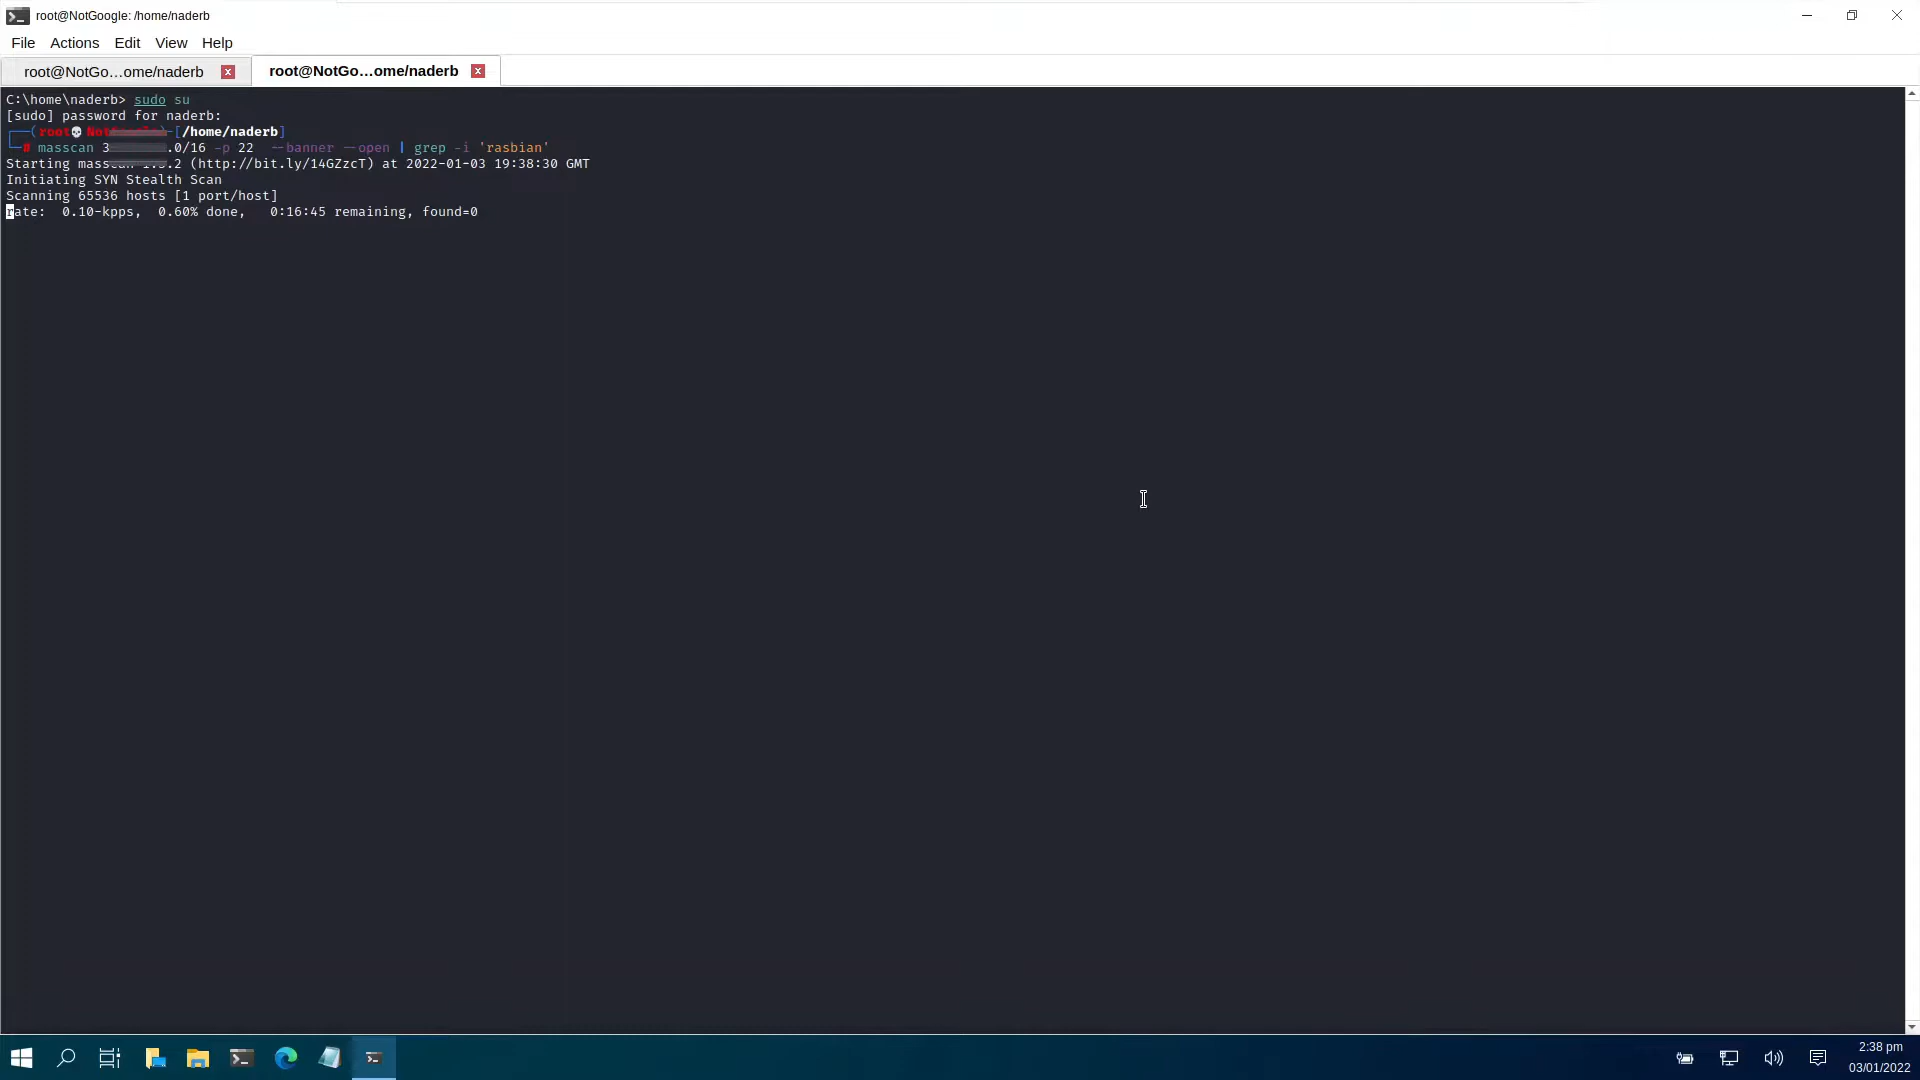 root@NotGoogle: /home/naderb
File Actions Edit View Help
root@NotGo…ome/naderb root@NotGo…ome/naderb
C:\home\naderb> sudo su
[sudo] password for naderb:
(root💀Not )-[/home/naderb]
# masscan 3 .0/16 -p 22 --banner --open | grep -i 'rasbian'
Starting masscan 1.3.2 (http://bit.ly/14GZzcT) at 2022-01-03 19:38:30 GMT
Initiating SYN Stealth Scan
Scanning 65536 hosts [1 port/host]
rate: 0.10-kpps, 0.60% done, 0:16:45 remaining, found=0
2:38 pm
03/01/2022